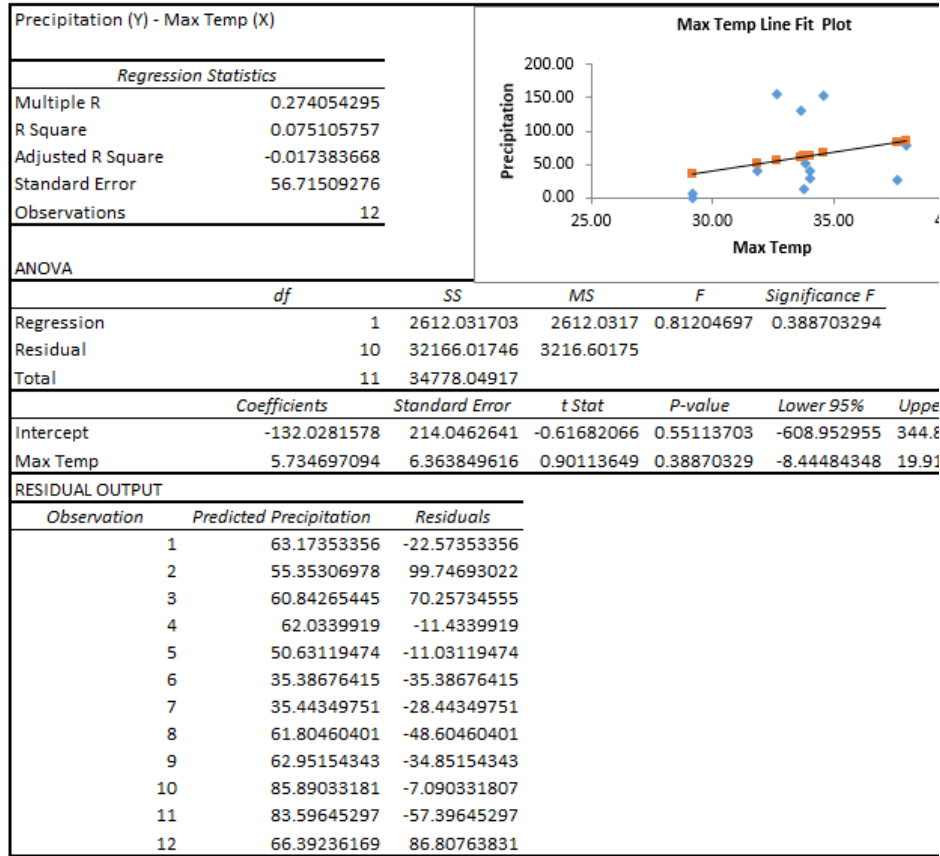 Precipitation (Y) - Max Temp (X)
Regression Statistics
Multiple R 0.274054295
R Square 0.075105757
Adjusted R Square -0.017383668
Standard Error 56.71509276
Observations 12
Max Temp Line Fit Plot
Precipitation
200.00
150.00
100.00
50.00
0.00
25.00 30.00 35.00 4
Max Temp
ANOVA
df SS MS F Significance F
Regression 1 2612.031703 2612.0317 0.81204697 0.388703294
Residual 10 32166.01746 3216.60175
Total 11 34778.04917
Coefficients Standard Error t Stat P-value Lower 95% Uppe
Intercept -132.0281578 214.0462641 -0.61682066 0.55113703 -608.952955 344.8
Max Temp 5.734697094 6.363849616 0.90113649 0.38870329 -8.44484348 19.91
RESIDUAL OUTPUT
Observation Predicted Precipitation Residuals
1 63.17353356 -22.57353356
2 55.35306978 99.74693022
3 60.84265445 70.25734555
4 62.0339919 -11.4339919
5 50.63119474 -11.03119474
6 35.38676415 -35.38676415
7 35.44349751 -28.44349751
8 61.80460401 -48.60460401
9 62.95154343 -34.85154343
10 85.89033181 -7.090331807
11 83.59645297 -57.39645297
12 66.39236169 86.80763831